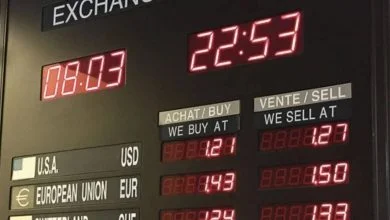 EXCHANG
08.03 22:53
ACHAT / BUY VENTE / SELL
WE BUY AT WE SELL AT
U.S.A. USD 1.21 1.27
€ EUROPEAN UNION EUR 1.43 1.50
SWITZERLAND 1.33